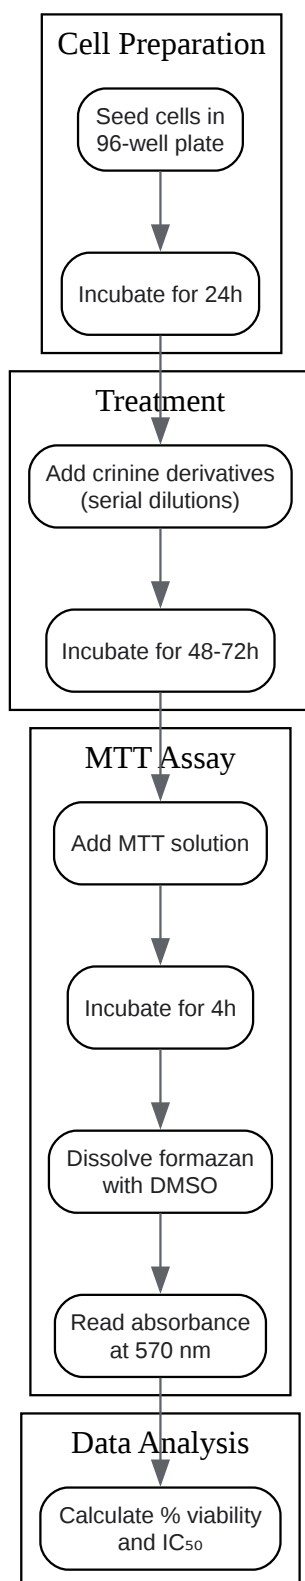 Cell Preparation
Seed cells in
96-well plate
Incubate for 24h
Treatment
Add crinine derivatives
(serial dilutions)
Incubate for 48-72h
MTT Assay
Add MTT solution
Incubate for 4h
Dissolve formazan
with DMSO
Read absorbance
at 570 nm
Data Analysis
Calculate % viability
and IC₅₀